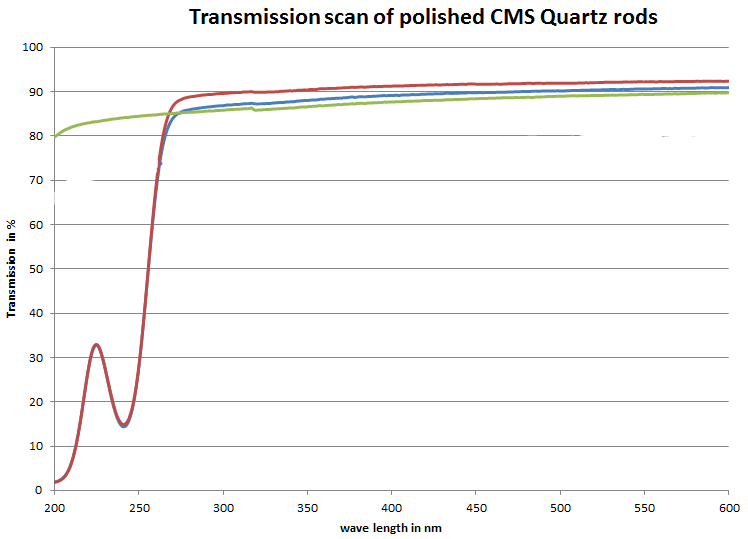 Transmission scan of polished CMS Quartz rods
100
90
80
70
60
50
40
30
20
10
0
Transmission in %
200 250 300 350 400 450 500 550 600
wave length in nm